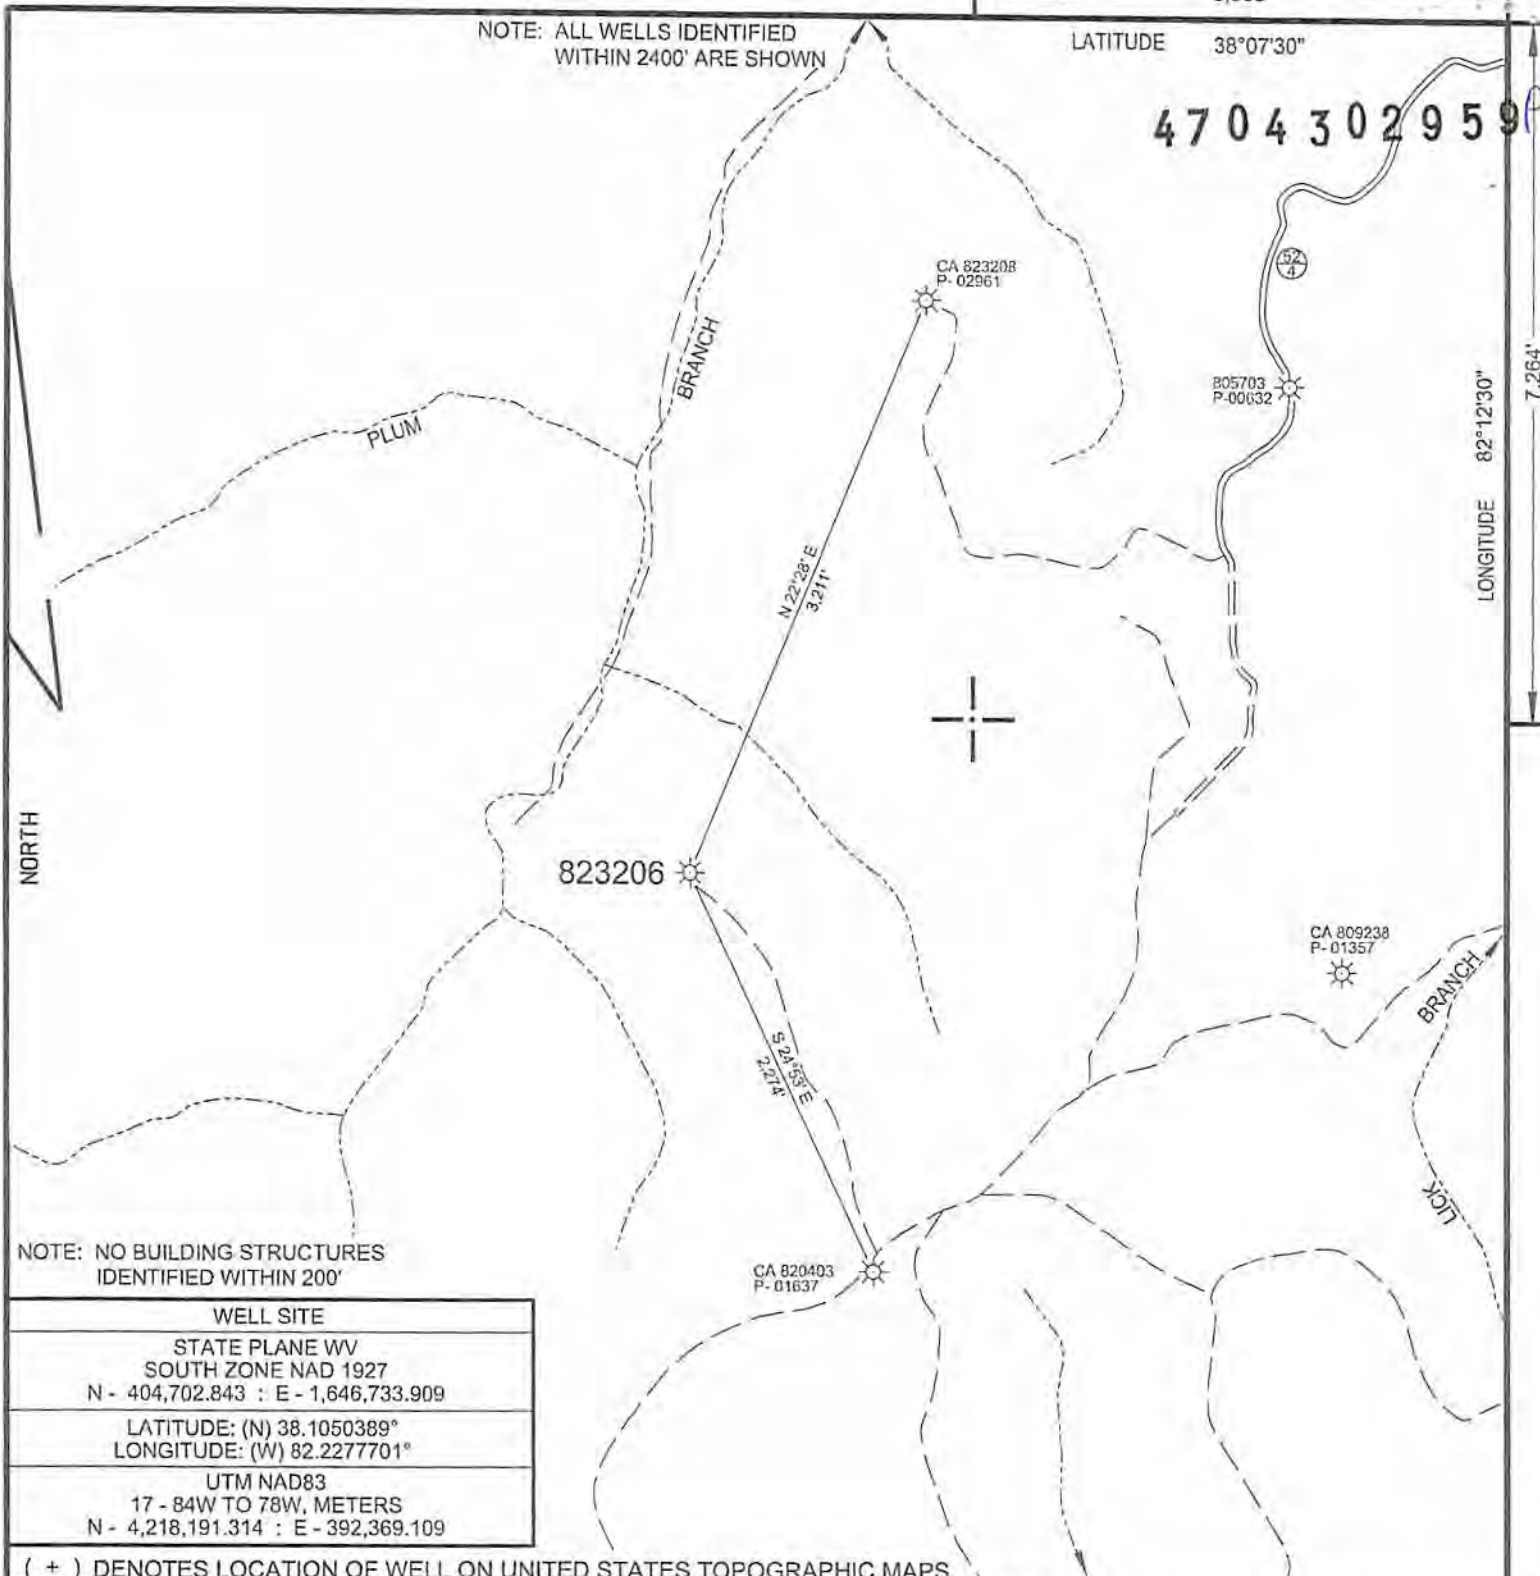 NOTE: ALL WELLS IDENTIFIED
WITHIN 2400' ARE SHOWN
LATITUDE 38°07'30"
4704302959
CA 823208
P- 02961
52
4
BRANCH
805703
P-00632
7,264'
LONGITUDE 82°12'30"
PLUM
N 22°28' E
3,211'
NORTH
823206
CA 809238
P- 01357
BRANCH
S 24°53' E
2,274'
LICK
NOTE: NO BUILDING STRUCTURES
IDENTIFIED WITHIN 200'
CA 820403
P- 01637
WELL SITE
STATE PLANE WV
SOUTH ZONE NAD 1927
N - 404,702.843 : E - 1,646,733.909
LATITUDE: (N) 38.1050389°
LONGITUDE: (W) 82.2277701°
UTM NAD83
17 - 84W TO 78W, METERS
N - 4,218,191.314 : E - 392,369.109
( + ) DENOTES LOCATION OF WELL ON UNITED STATES TOPOGRAPHIC MAPS